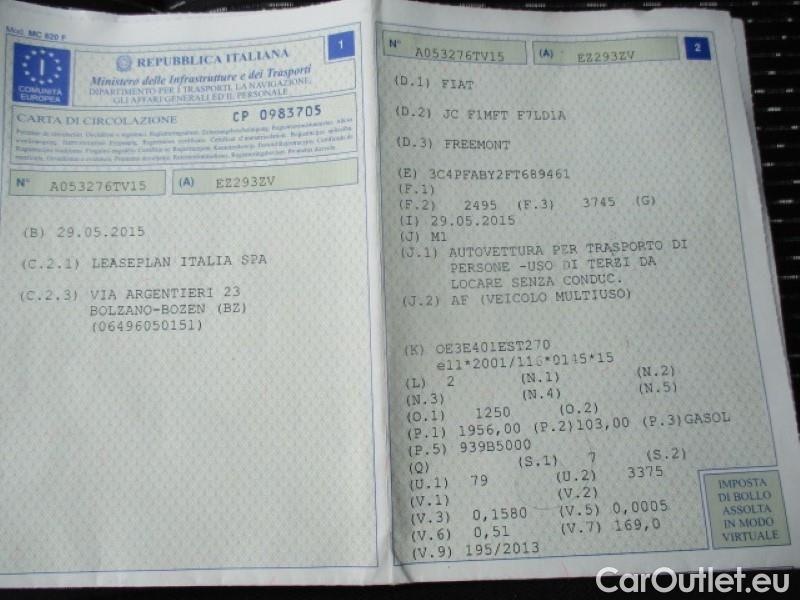 Mod. MC 820 F
1
I
COMUNITÀ
EUROPEA
REPUBBLICA ITALIANA
Ministero delle Infrastrutture e dei Trasporti
DIPARTIMENTO PER I TRASPORTI, LA NAVIGAZIONE,
GLI AFFARI GENERALI ED IL PERSONALE
CARTA DI CIRCOLAZIONE
CP 0983705
N° A053276TV15
(A) EZ293ZV
(B) 29.05.2015
(C.2.1) LEASEPLAN ITALIA SPA
(C.2.3) VIA ARGENTIERI 23
BOLZANO-BOZEN (BZ)
(06496050151)
N° A053276TV15 (A) EZ293ZV
2
(D.1) FIAT
(D.2) JC F1MFT F7LD1A
(D.3) FREEMONT
(E) 3C4PFABY2FT689461
(F.1)
(F.2) 2495 (F.3) 3745 (G)
(I) 29.05.2015
(J) M1
(J.1) AUTOVETTURA PER TRASPORTO DI
PERSONE -USO DI TERZI DA
LOCARE SENZA CONDUC.
(J.2) AF (VEICOLO MULTIUSO)
(K) OE3E401EST270
e11*2001/116*0145*15
(L) 2 (N.1) (N.2)
(N.3) (N.4) (N.5)
(O.1) 1250 (O.2)
(P.1) 1956,00 (P.2)103,00 (P.3)GASOL
(P.5) 939B5000
(Q) (S.1) 7 (S.2)
(U.1) 79 (U.2) 3375
(V.1) (V.2)
(V.3) 0,1580 (V.5) 0,0005
(V.6) 0,51 (V.7) 169,0
(V.9) 195/2013
IMPOSTA
DI BOLLO
ASSOLTA
IN MODO
VIRTUALE
CarOutlet.eu